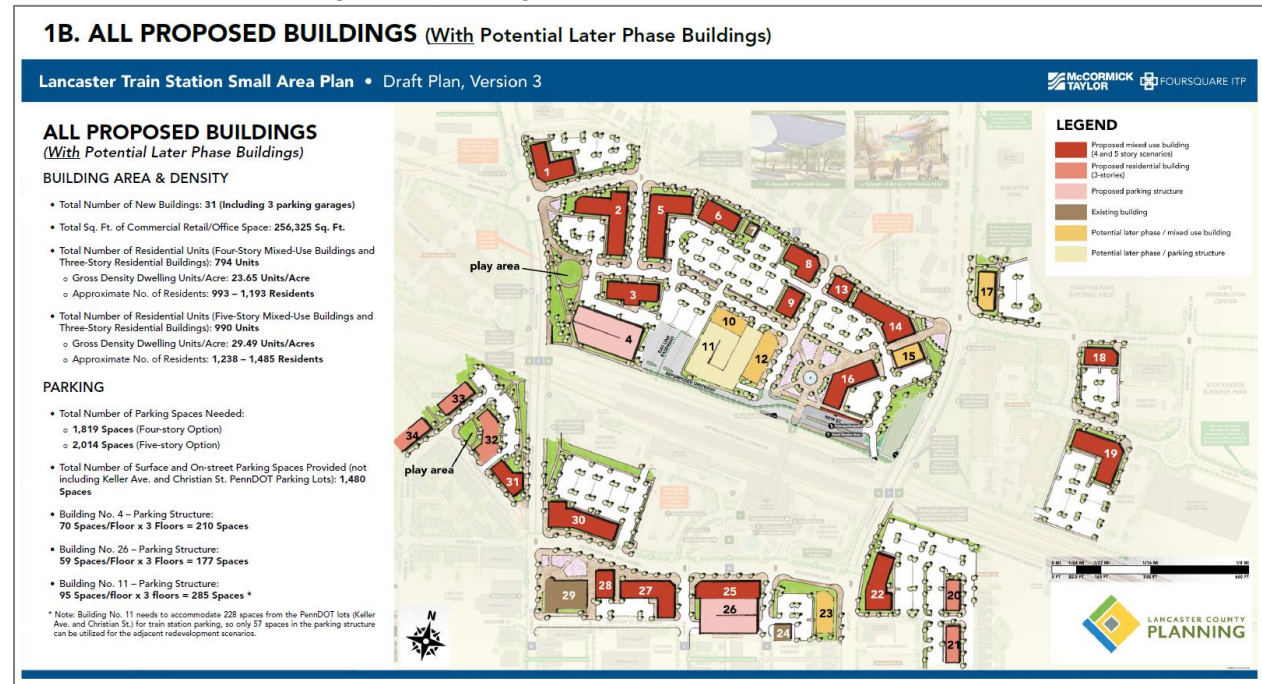 1B. ALL PROPOSED BUILDINGS (With Potential Later Phase Buildings)
Lancaster Train Station Small Area Plan • Draft Plan, Version 3
McCORMICK
TAYLOR
FOURSQUARE ITP
ALL PROPOSED BUILDINGS
(With Potential Later Phase Buildings)
BUILDING AREA & DENSITY
• Total Number of New Buildings: 31 (Including 3 parking garages)
• Total Sq. Ft. of Commercial Retail/Office Space: 256,325 Sq. Ft.
• Total Number of Residential Units (Four-Story Mixed-Use Buildings and
Three-Story Residential Buildings): 794 Units
o Gross Density Dwelling Units/Acre: 23.65 Units/Acre
o Approximate No. of Residents: 993 – 1,193 Residents
• Total Number of Residential Units (Five-Story Mixed-Use Buildings and
Three-Story Residential Buildings): 990 Units
o Gross Density Dwelling Units/Acre: 29.49 Units/Acres
o Approximate No. of Residents: 1,238 – 1,485 Residents
PARKING
• Total Number of Parking Spaces Needed:
o 1,819 Spaces (Four-story Option)
o 2,014 Spaces (Five-story Option)
• Total Number of Surface and On-street Parking Spaces Provided (not
including Keller Ave. and Christian St. PennDOT Parking Lots): 1,480
Spaces
• Building No. 4 – Parking Structure:
70 Spaces/Floor x 3 Floors = 210 Spaces
• Building No. 26 – Parking Structure:
59 Spaces/Floor x 3 Floors = 177 Spaces
• Building No. 11 – Parking Structure:
95 Spaces/floor x 3 floors = 285 Spaces *
* Note: Building No. 11 needs to accommodate 228 spaces from the PennDOT lots (Keller
Ave. and Christian St.) for train station parking, so only 57 spaces in the parking structure
can be utilized for the adjacent redevelopment scenarios.
LEGEND
Proposed mixed use building
(4 and 5 story scenarios)
Proposed residential building
(3-stories)
Proposed parking structure
Existing building
Potential later phase / mixed use building
Potential later phase / parking structure
1
2
5
6
7
8
play area
3
9
13
14
17
4
10
11
12
15
16
18
19
33
34
32
play area
31
30
29
28
27
25
26
24
23
22
20
21
N
LANCASTER COUNTY
PLANNING